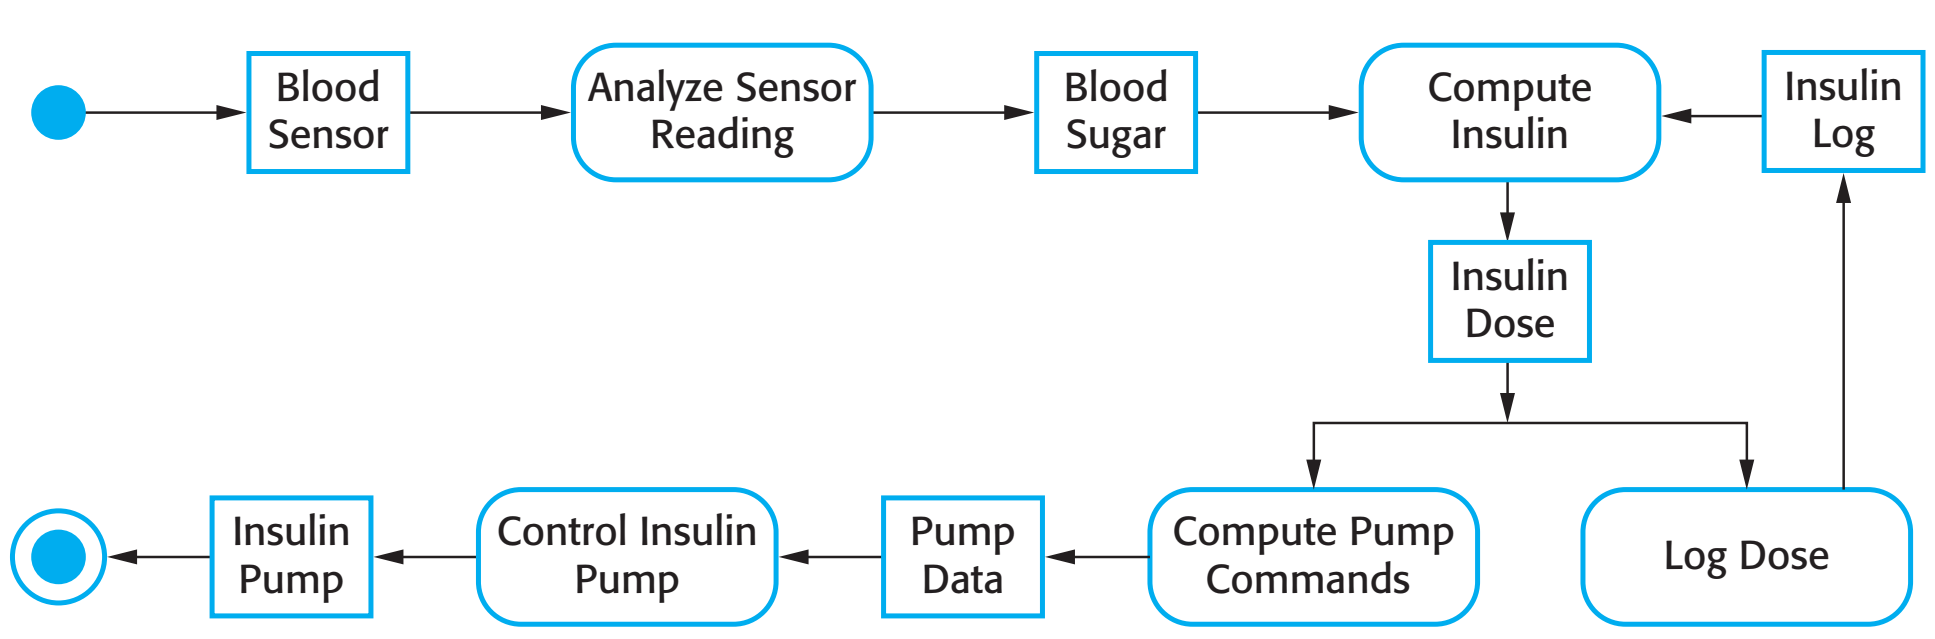 Blood
Sensor
Analyze Sensor
Reading
Blood
Sugar
Compute
Insulin
Insulin
Log
Insulin
Dose
Insulin
Pump
Control Insulin
Pump
Pump
Data
Compute Pump
Commands
Log Dose